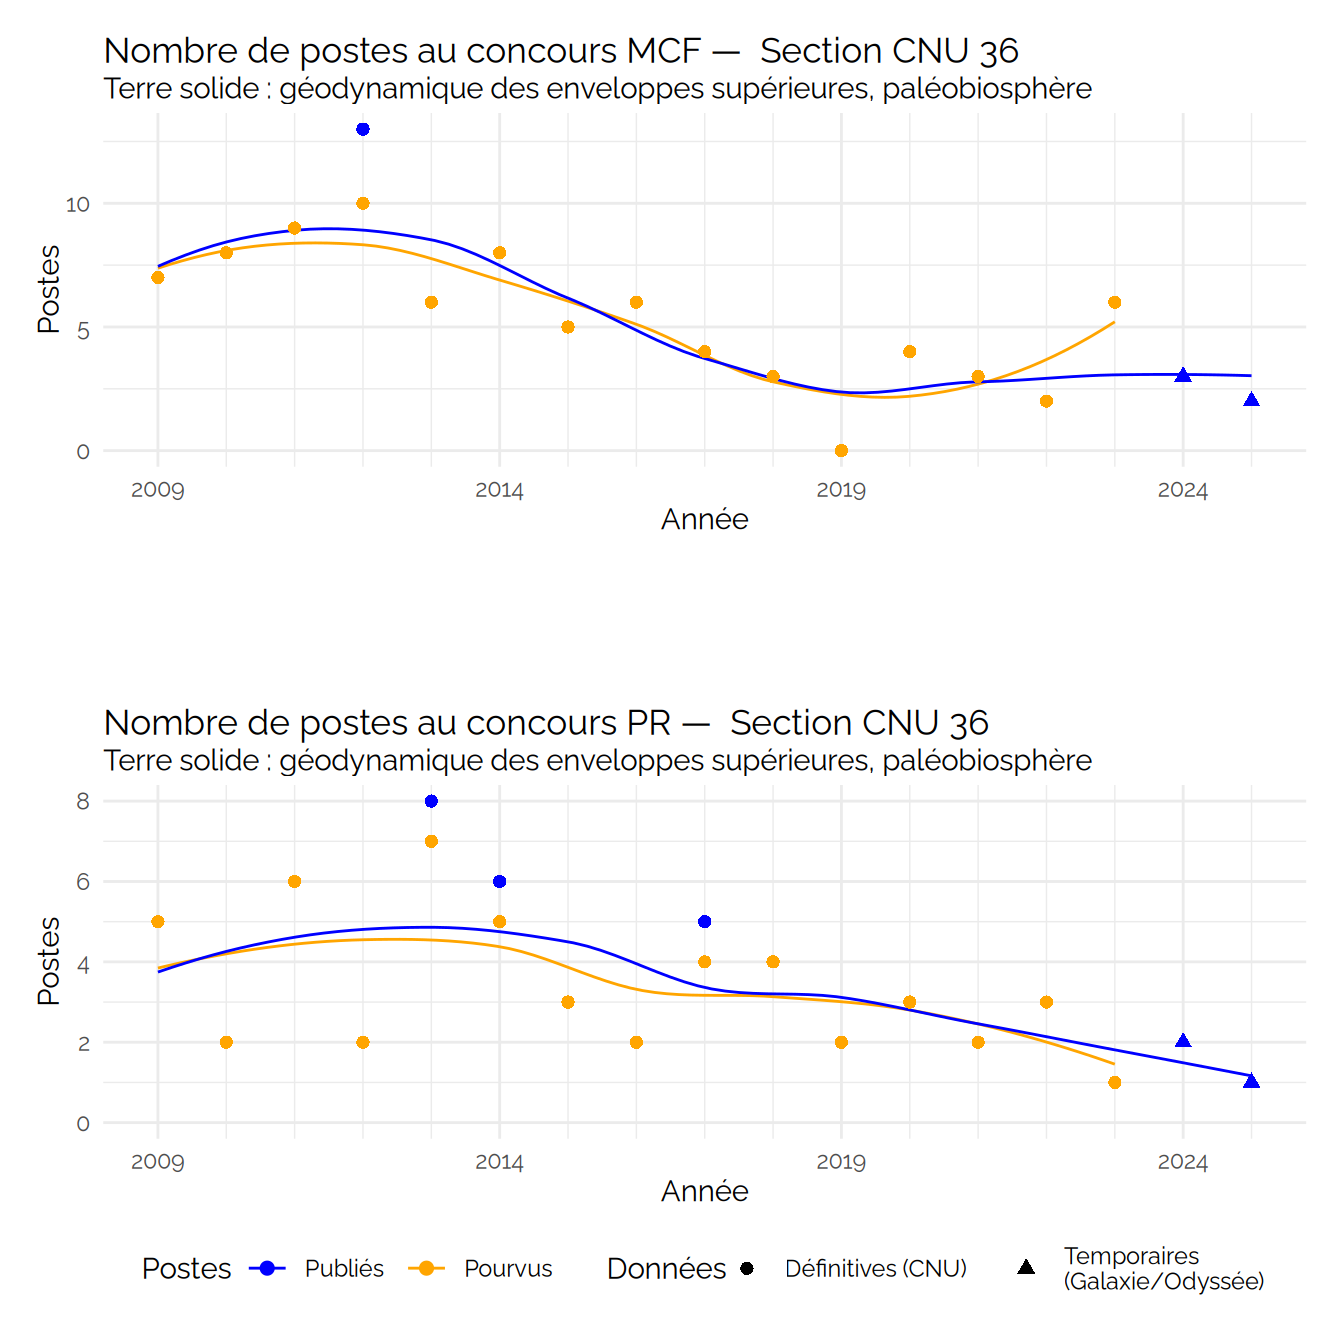 Nombre de postes au concours MCF — Section CNU 36
Terre solide : géodynamique des enveloppes supérieures, paléobiosphère
Postes
10
5
0
2009 2014 2019 2024
Année
Nombre de postes au concours PR — Section CNU 36
Terre solide : géodynamique des enveloppes supérieures, paléobiosphère
Postes
8
6
4
2
0
2009 2014 2019 2024
Année
Postes Publiés Pourvus Données Définitives (CNU) Temporaires
(Galaxie/Odyssée)